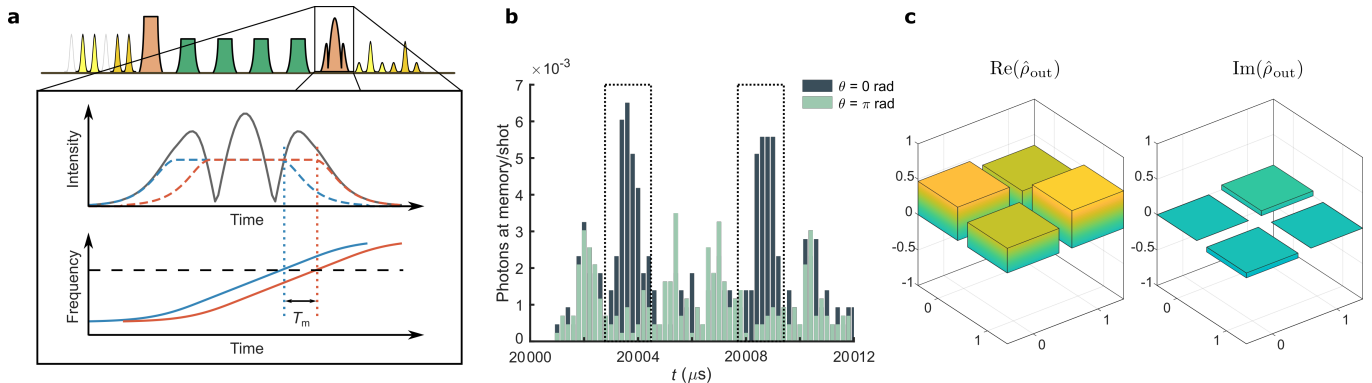 a
Intensity
Time
Frequency
T_m
Time
b
×10^-3
Photons at memory/shot
7
6
5
4
3
2
1
0
20000 20004 20008 20012
t (μs)
θ = 0 rad
θ = π rad
c
Re(ρ̂_out)
1
0.5
0
-0.5
-1
0
1
0
1
Im(ρ̂_out)
1
0.5
0
-0.5
-1
0
1
0
1